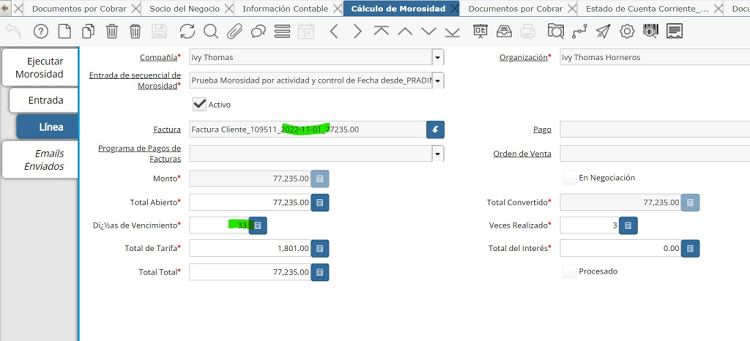 Documentos por Cobrar Socio del Negocio Información Contable Cálculo de Morosidad Documentos por Cobrar Estado de Cuenta Corriente_... Docu
Ejecutar
Morosidad
Entrada
Línea
Emails
Enviados
Compañía* Ivy Thomas Organización* Ivy Thomas Horneros
Entrada de secuencial de
Morosidad* Prueba Morosidad por actividad y control de Fecha desde_PRADI
Activo
Factura Factura Cliente_109511_2022-11-01_77235.00 Pago
Programa de Pagos de
Facturas Orden de Venta
Monto* 77,235.00 En Negociación
Total Abierto* 77,235.00 Total Convertido* 77,235.00
Dï¿½as de Vencimiento* Veces Realizado* 3
Total de Tarifa* 1,801.00 Total del Interés* 0.00
Total Total* 77,235.00 Procesado